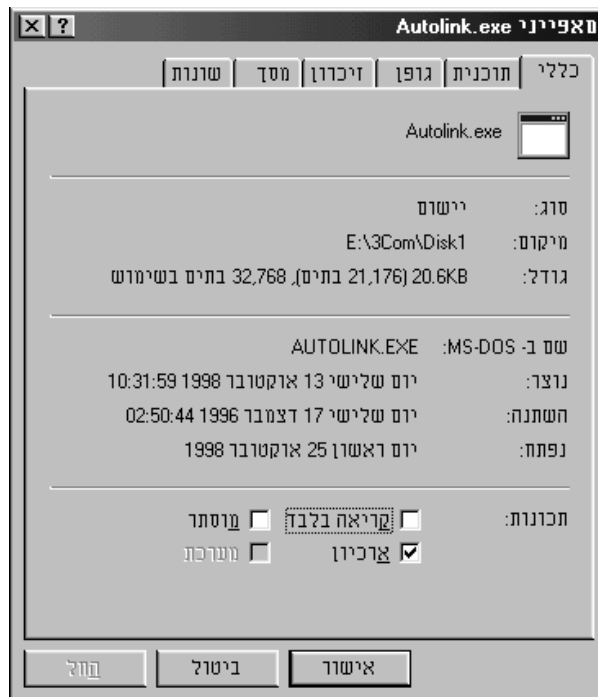 מאפייני Autolink.exe
כללי תוכנית גופן זיכרון מסך שונות
Autolink.exe
סוג: יישום
מיקום: E:\3Com\Disk1
גודל: 20.6KB (21,176 בתים), 32,768 בתים בשימוש
שם ב- MS-DOS: AUTOLINK.EXE
נוצר: יום שלישי 13 אוקטובר 1998 10:31:59
השתנה: יום שלישי 17 דצמבר 1996 02:50:44
נפתח: יום ראשון 25 אוקטובר 1998
תכונות: קריאה בלבד מוסתר
ארכיון מערכת
אישור ביטול החל